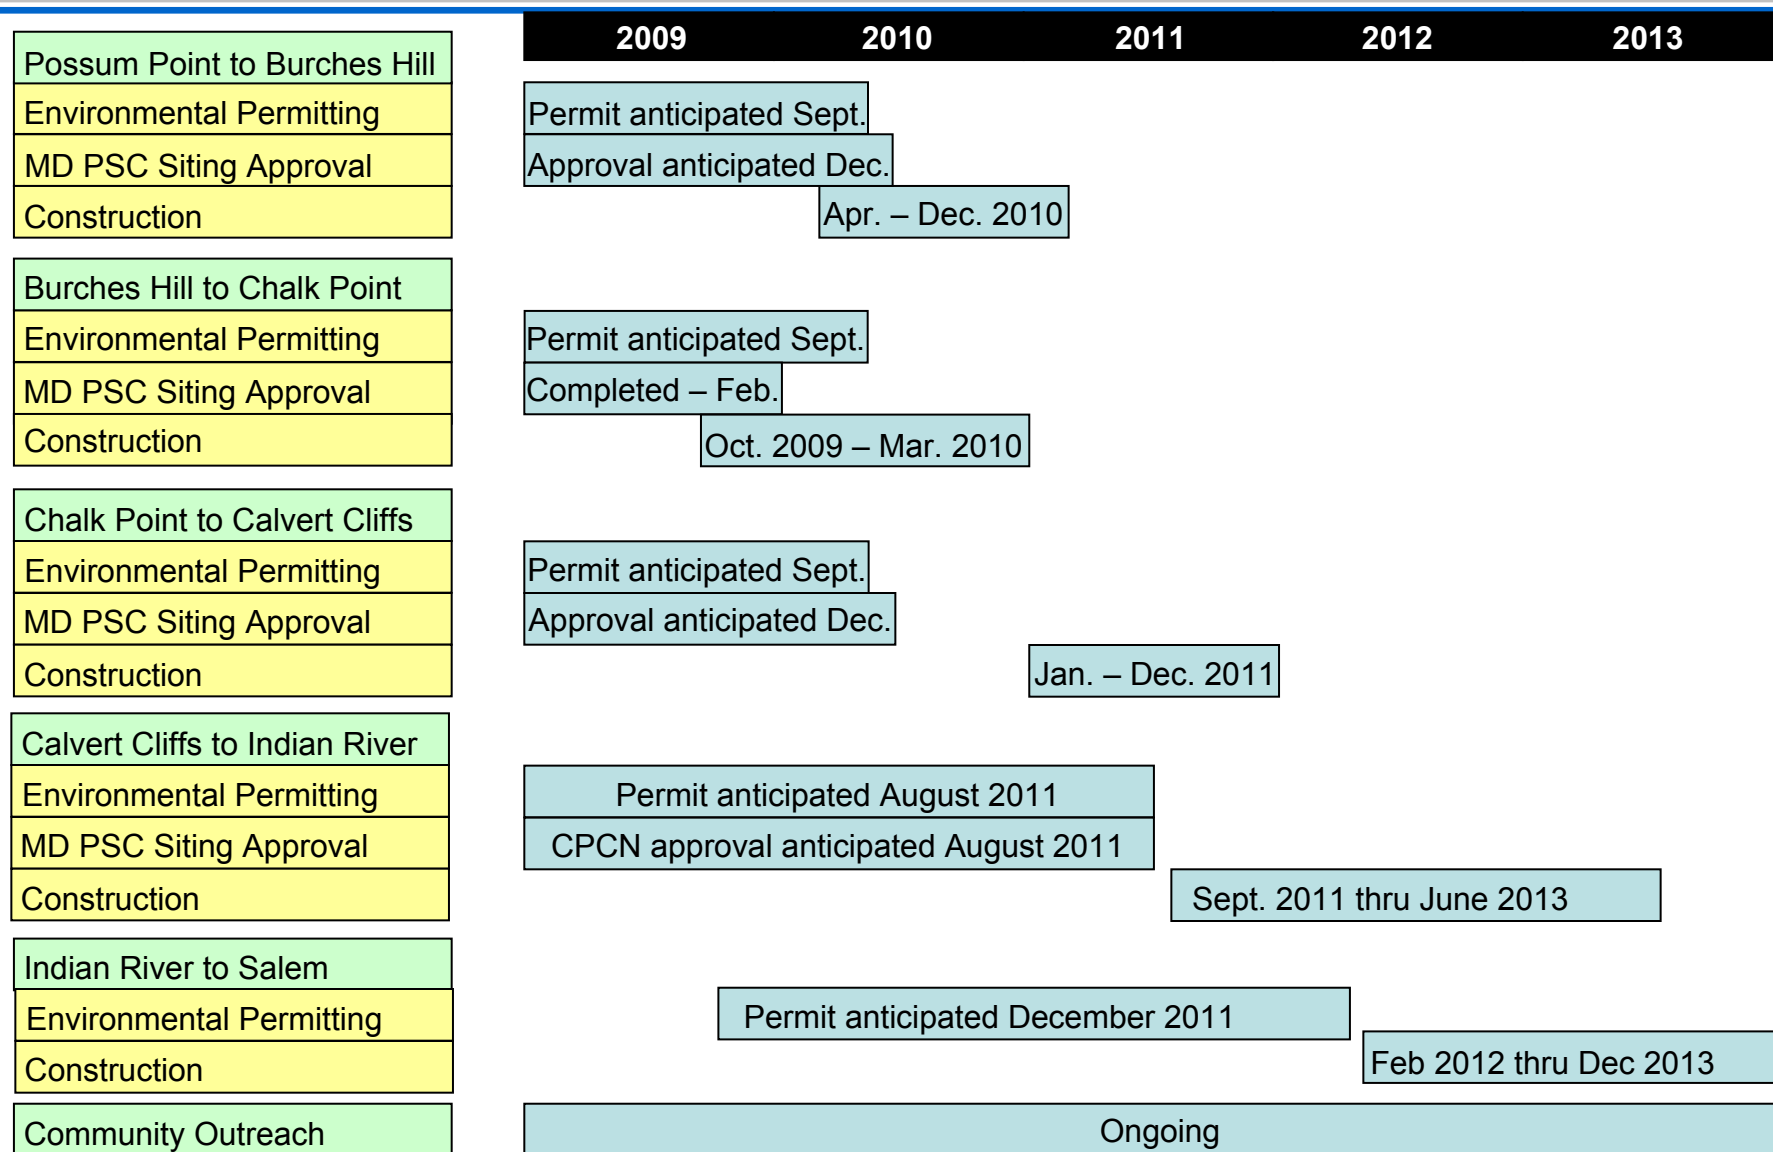 2009 2010 2011 2012 2013
Possum Point to Burches Hill
Environmental Permitting Permit anticipated Sept.
MD PSC Siting Approval Approval anticipated Dec.
Construction Apr. – Dec. 2010
Burches Hill to Chalk Point
Environmental Permitting Permit anticipated Sept.
MD PSC Siting Approval Completed – Feb.
Construction Oct. 2009 – Mar. 2010
Chalk Point to Calvert Cliffs
Environmental Permitting Permit anticipated Sept.
MD PSC Siting Approval Approval anticipated Dec.
Construction Jan. – Dec. 2011
Calvert Cliffs to Indian River
Environmental Permitting Permit anticipated August 2011
MD PSC Siting Approval CPCN approval anticipated August 2011
Construction Sept. 2011 thru June 2013
Indian River to Salem
Environmental Permitting Permit anticipated December 2011
Construction Feb 2012 thru Dec 2013
Community Outreach Ongoing